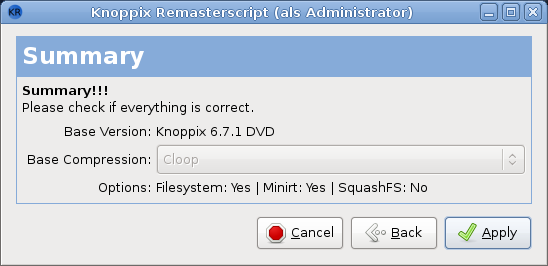 KR Knoppix Remasterscript (als Administrator)
Summary
Summary!!!
Please check if everything is correct.
Base Version: Knoppix 6.7.1 DVD
Base Compression: Cloop
Options: Filesystem: Yes | Minirt: Yes | SquashFS: No
Cancel Back Apply